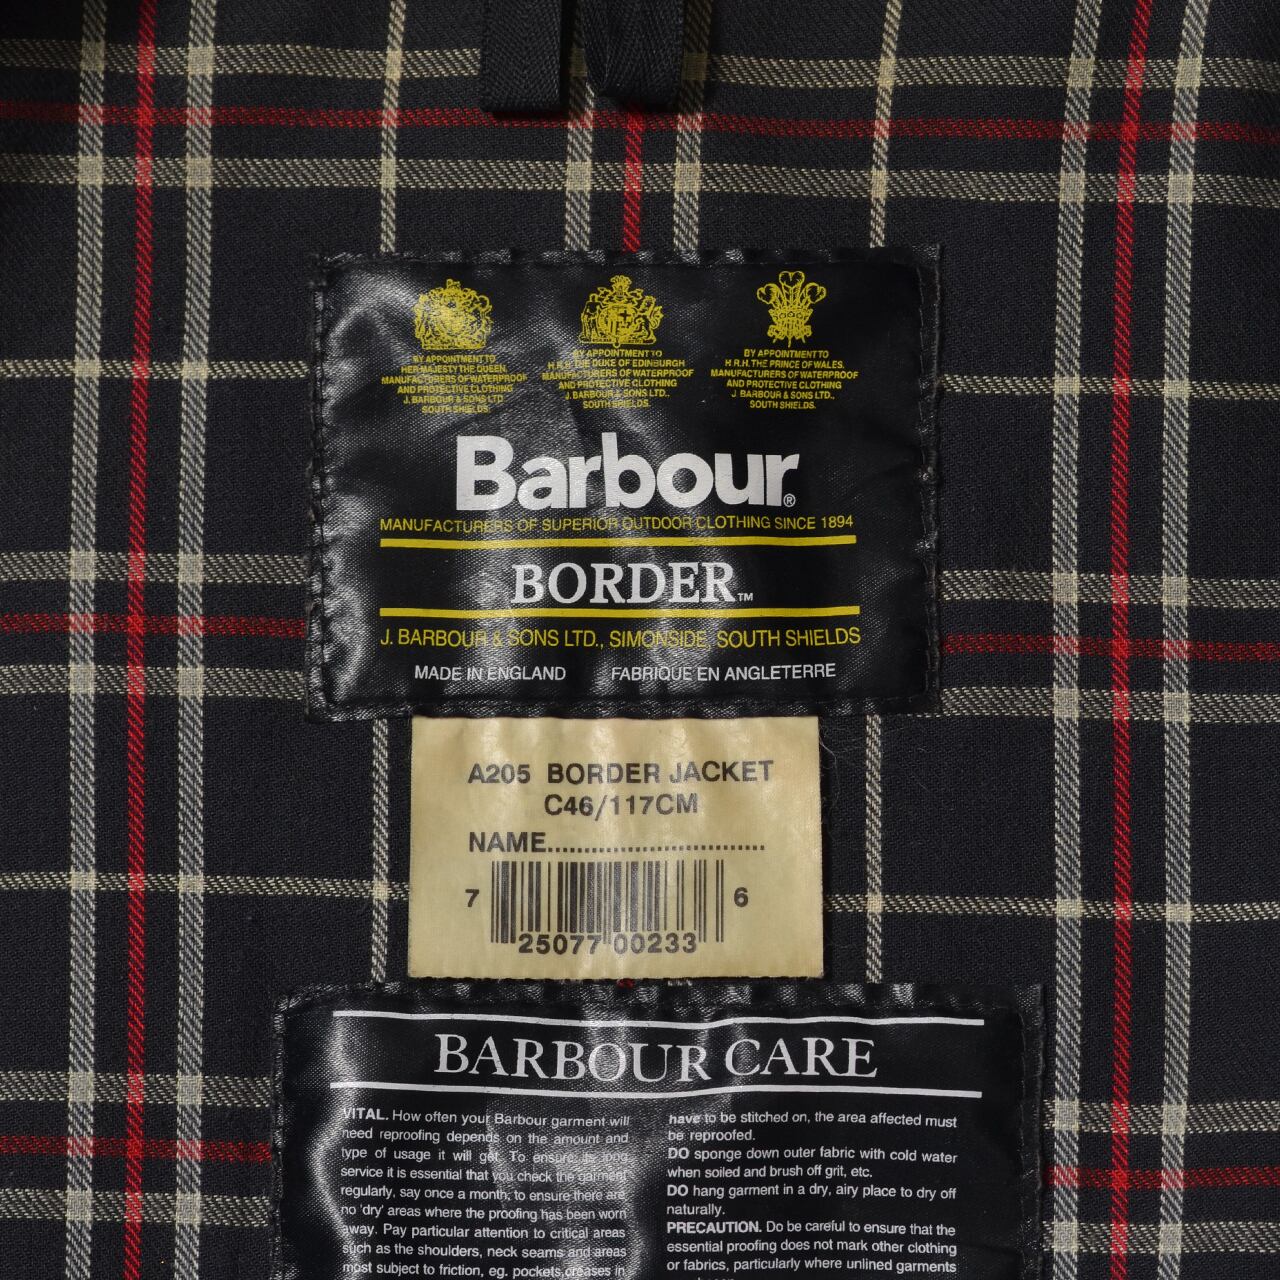 BY APPOINTMENT TO
HER MAJESTY THE QUEEN,
MANUFACTURERS OF WATERPROOF
AND PROTECTIVE CLOTHING
J. BARBOUR & SONS LTD
SOUTH SHIELDS.
BY APPOINTMENT TO
H.R.H. THE DUKE OF EDINBURGH
MANUFACTURERS OF WATERPROOF
AND PROTECTIVE CLOTHING
J. BARBOUR & SONS LTD.,
SOUTH SHIELDS.
BY APPOINTMENT TO
H.R.H. THE PRINCE OF WALES.
MANUFACTURERS OF WATERPROOF
AND PROTECTIVE CLOTHING
J. BARBOUR & SONS LTD.,
SOUTH SHIELDS.
Barbour®
MANUFACTURERS OF SUPERIOR OUTDOOR CLOTHING SINCE 1894
BORDER™
J. BARBOUR & SONS LTD., SIMONSIDE, SOUTH SHIELDS
MADE IN ENGLAND FABRIQUE EN ANGLETERRE
A205 BORDER JACKET
C46/117CM
NAME..............................
7 25077 00233 6
BARBOUR CARE
VITAL. How often your Barbour garment will
need reproofing depends on the amount and
type of usage it will get. To ensure its long
service it is essential that you check the garment
regularly, say once a month, to ensure there are
no 'dry' areas where the proofing has been worn
away. Pay particular attention to critical areas
such as the shoulders, neck seams and areas
most subject to friction, eg. pockets, creases in
have to be stitched on, the area affected must
be reproofed.
DO sponge down outer fabric with cold water
when soiled and brush off grit, etc.
DO hang garment in a dry, airy place to dry off
naturally.
PRECAUTION. Do be careful to ensure that the
essential proofing does not mark other clothing
or fabrics, particularly where unlined garments